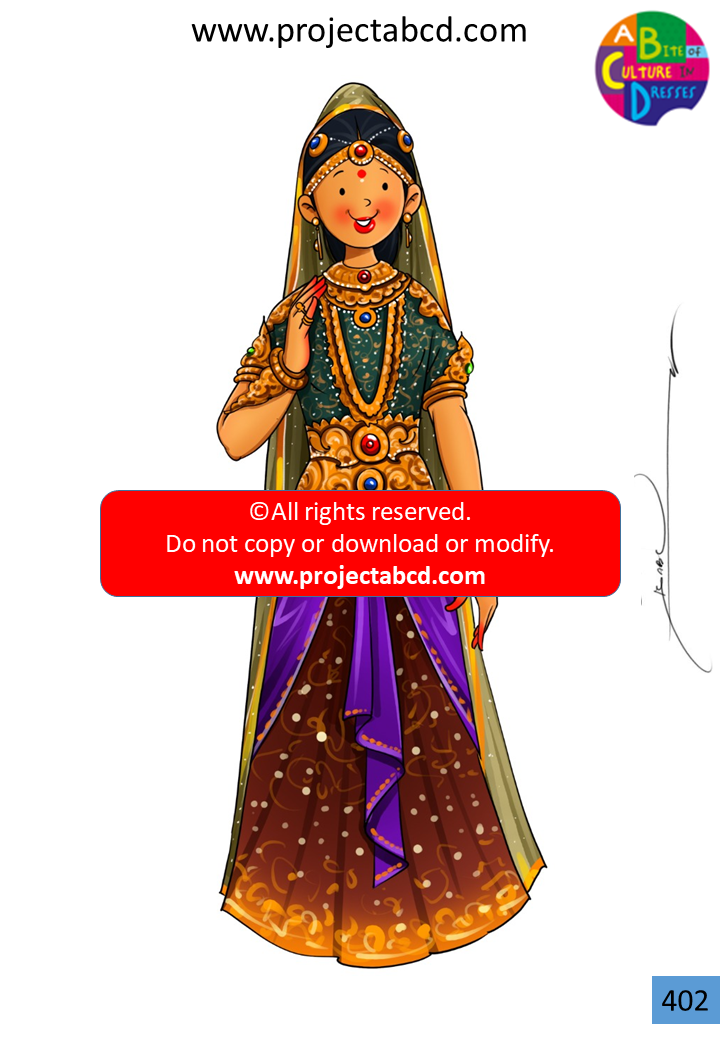 www.projectabcd.com
A
BITE OF
CULTURE IN
DRESSES
©All rights reserved.
Do not copy or download or modify.
www.projectabcd.com
402